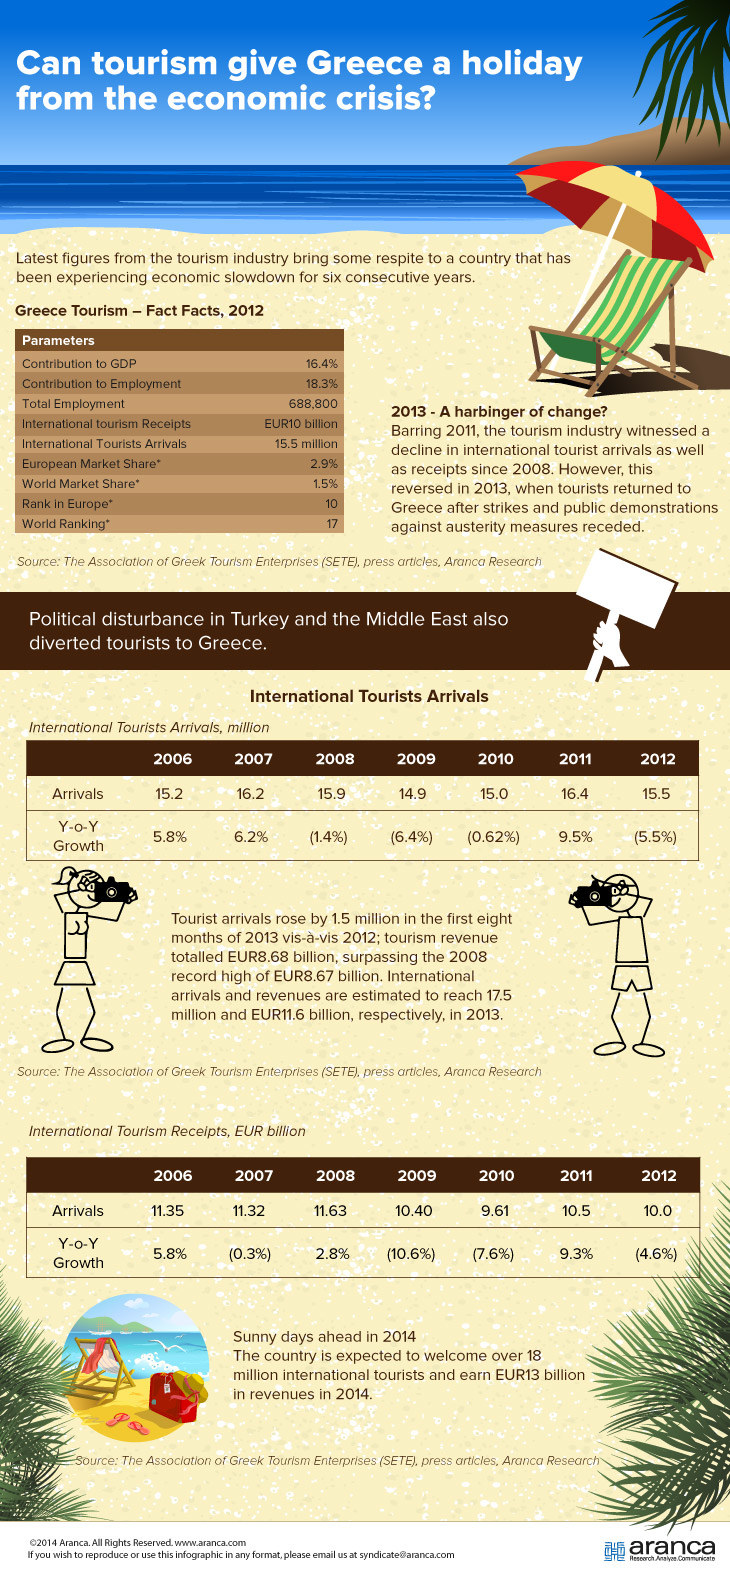 Can tourism give Greece a holiday
from the economic crisis?
Latest figures from the tourism industry bring some respite to a country that has
been experiencing economic slowdown for six consecutive years.
Greece Tourism – Fact Facts, 2012
Parameters
Contribution to GDP 16.4%
Contribution to Employment 18.3%
Total Employment 688,800
International tourism Receipts EUR10 billion
International Tourists Arrivals 15.5 million
European Market Share* 2.9%
World Market Share* 1.5%
Rank in Europe* 10
World Ranking* 17
2013 - A harbinger of change?
Barring 2011, the tourism industry witnessed a
decline in international tourist arrivals as well
as receipts since 2008. However, this
reversed in 2013, when tourists returned to
Greece after strikes and public demonstrations
against austerity measures receded.
Source: The Association of Greek Tourism Enterprises (SETE), press articles, Aranca Research
Political disturbance in Turkey and the Middle East also
diverted tourists to Greece.
International Tourists Arrivals
International Tourists Arrivals, million
2006 2007 2008 2009 2010 2011 2012
Arrivals 15.2 16.2 15.9 14.9 15.0 16.4 15.5
Y-o-Y
Growth 5.8% 6.2% (1.4%) (6.4%) (0.62%) 9.5% (5.5%)
Tourist arrivals rose by 1.5 million in the first eight
months of 2013 vis-à-vis 2012; tourism revenue
totalled EUR8.68 billion, surpassing the 2008
record high of EUR8.67 billion. International
arrivals and revenues are estimated to reach 17.5
million and EUR11.6 billion, respectively, in 2013.
Source: The Association of Greek Tourism Enterprises (SETE), press articles, Aranca Research
International Tourism Receipts, EUR billion
2006 2007 2008 2009 2010 2011 2012
Arrivals 11.35 11.32 11.63 10.40 9.61 10.5 10.0
Y-o-Y
Growth 5.8% (0.3%) 2.8% (10.6%) (7.6%) 9.3% (4.6%)
Sunny days ahead in 2014
The country is expected to welcome over 18
million international tourists and earn EUR13 billion
in revenues in 2014.
Source: The Association of Greek Tourism Enterprises (SETE), press articles, Aranca Research
©2014 Aranca. All Rights Reserved. www.aranca.com
If you wish to reproduce or use this infographic in any format, please email us at syndicate@aranca.com
aranca
Research.Analyze.Communicate